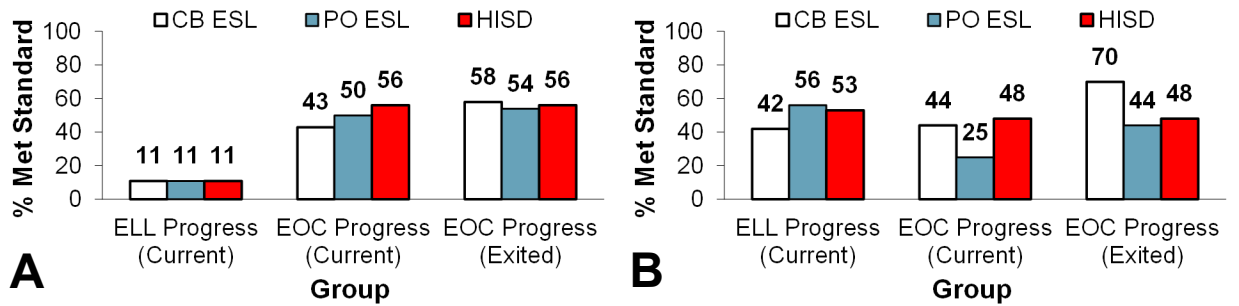 CB ESL PO ESL HISD
% Met Standard
100
80
60
40
20
0
11 11 11
43 50 56
58 54 56
ELL Progress (Current)
EOC Progress (Current)
EOC Progress (Exited)
Group
A
CB ESL PO ESL HISD
% Met Standard
100
80
60
40
20
0
42 56 53
44 25 48
70 44 48
ELL Progress (Current)
EOC Progress (Current)
EOC Progress (Exited)
Group
B